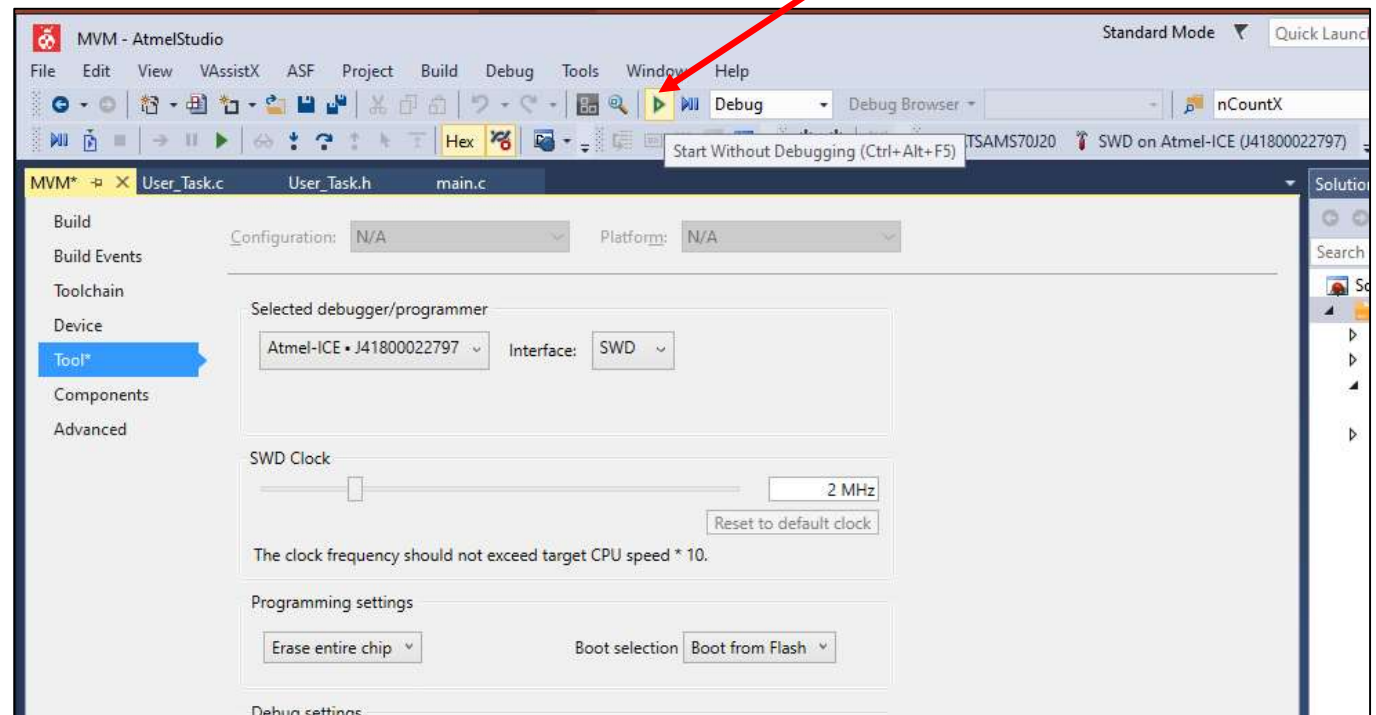 MVM - AtmelStudio
Standard Mode
Quick Launc
File Edit View VAssistX ASF Project Build Debug Tools Window Help
Debug
Debug Browser
nCountX
Hex
Start Without Debugging (Ctrl+Alt+F5)
TSAMS70J20
SWD on Atmel-ICE (J41800022797)
MVM*
User_Task.c
User_Task.h
main.c
Solution
Build
Configuration: N/A
Platform: N/A
Build Events
Search
Toolchain
Selected debugger/programmer
Device
Atmel-ICE • J41800022797
Interface: SWD
Tool*
Components
Advanced
SWD Clock
2 MHz
Reset to default clock
The clock frequency should not exceed target CPU speed * 10.
Programming settings
Erase entire chip
Boot selection Boot from Flash
Debug settings